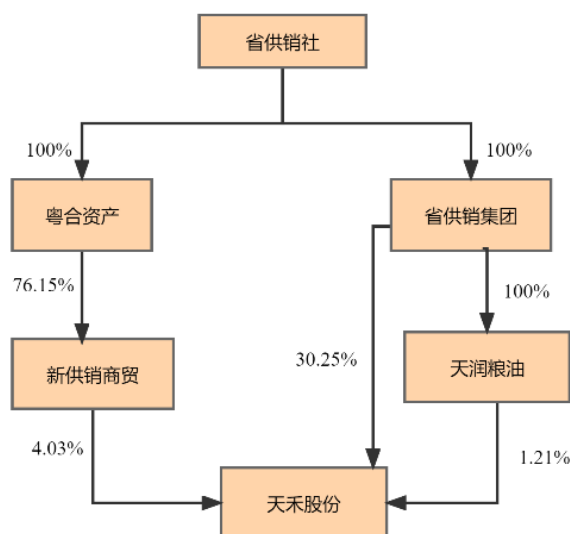 省供销社
100%
100%
粤合资产
省供销集团
76.15%
100%
30.25%
新供销商贸
天润粮油
4.03%
1.21%
天禾股份